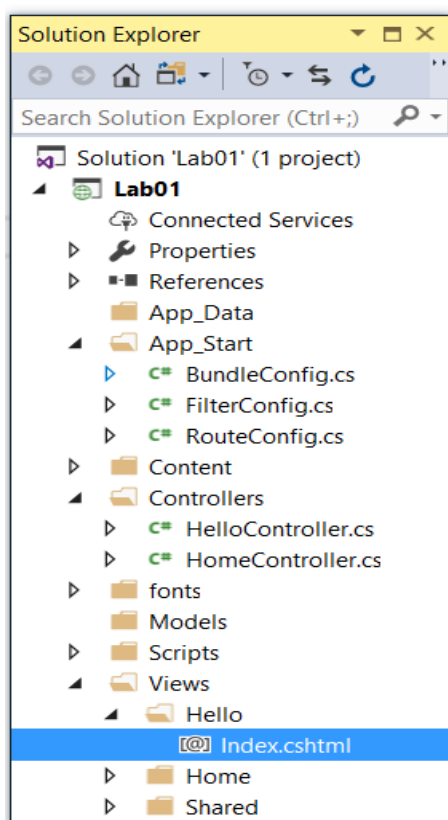 Solution Explorer
Search Solution Explorer (Ctrl+;)
Solution 'Lab01' (1 project)
Lab01
Connected Services
Properties
References
App_Data
App_Start
C# BundleConfig.cs
C# FilterConfig.cs
C# RouteConfig.cs
Content
Controllers
C# HelloController.cs
C# HomeController.cs
fonts
Models
Scripts
Views
Hello
[@] Index.cshtml
Home
Shared